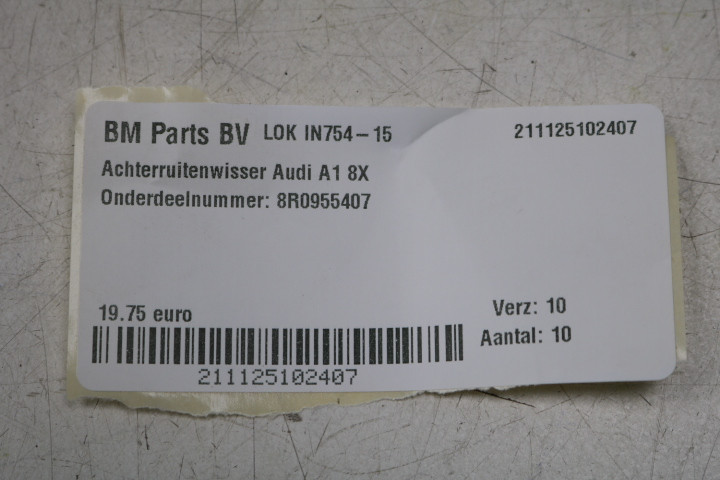 BM Parts BV LOK IN754-15 211125102407
Achterruitenwisser Audi A1 8X
Onderdeelnummer: 8R0955407
19.75 euro
Verz: 10
Aantal: 10
211125102407